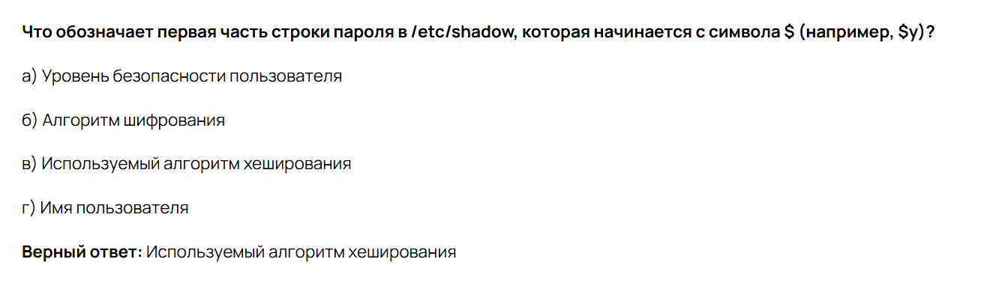 Что обозначает первая часть строки пароля в /etc/shadow, которая начинается с символа $ (например, $y)?
а) Уровень безопасности пользователя
б) Алгоритм шифрования
в) Используемый алгоритм хеширования
г) Имя пользователя
Верный ответ: Используемый алгоритм хеширования